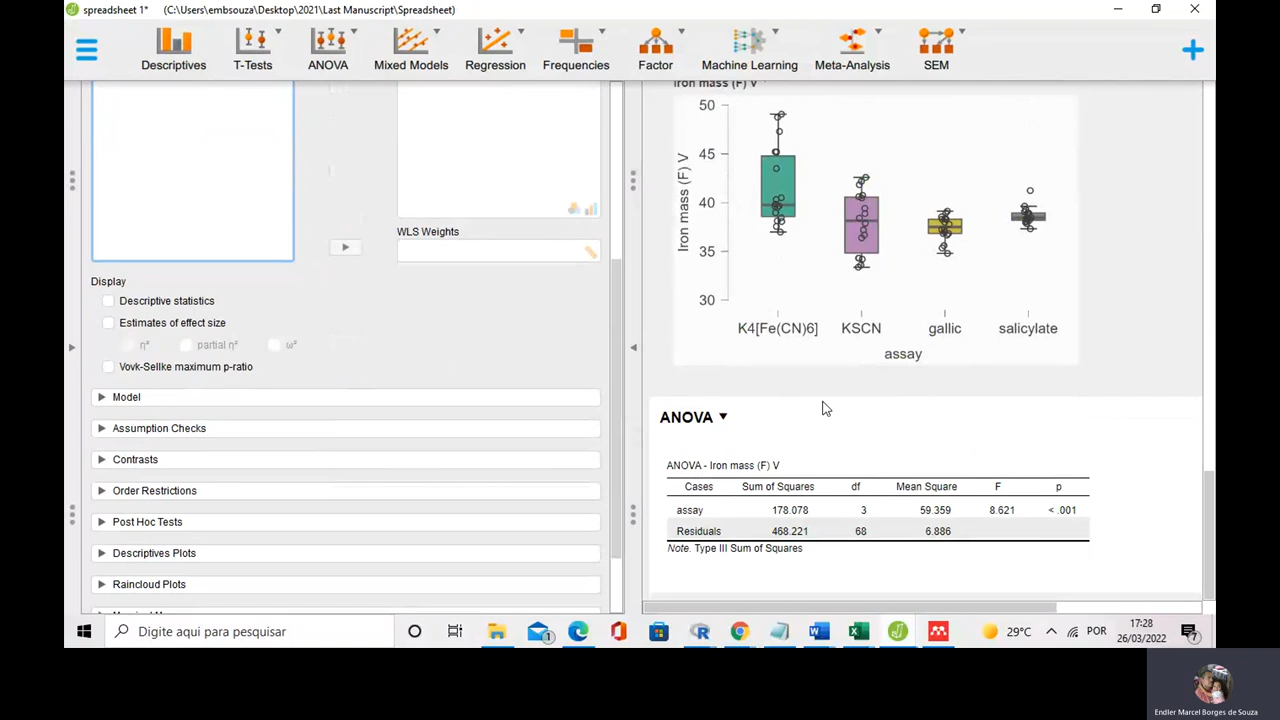 spreadsheet 1* (C:\Users\embsouza\Desktop\2021\Last Manuscript\Spreadsheet)
Descriptives T-Tests ANOVA Mixed Models Regression Frequencies Factor Machine Learning Meta-Analysis SEM
WLS Weights
Display
Descriptive statistics
Estimates of effect size
η² partial η² ω²
Vovk-Sellke maximum p-ratio
Model
Assumption Checks
Contrasts
Order Restrictions
Post Hoc Tests
Descriptives Plots
Raincloud Plots
Iron mass (F) V
50
45
40
35
30
Iron mass (F) V
K4[Fe(CN)6] KSCN gallic salicylate
assay
ANOVA
ANOVA - Iron mass (F) V
Cases Sum of Squares df Mean Square F p
assay 178.078 3 59.359 8.621 < .001
Residuals 468.221 68 6.886
Note. Type III Sum of Squares
Digite aqui para pesquisar
1
29°C
POR
17:28
26/03/2022
7
Endler Marcel Borges de Souza